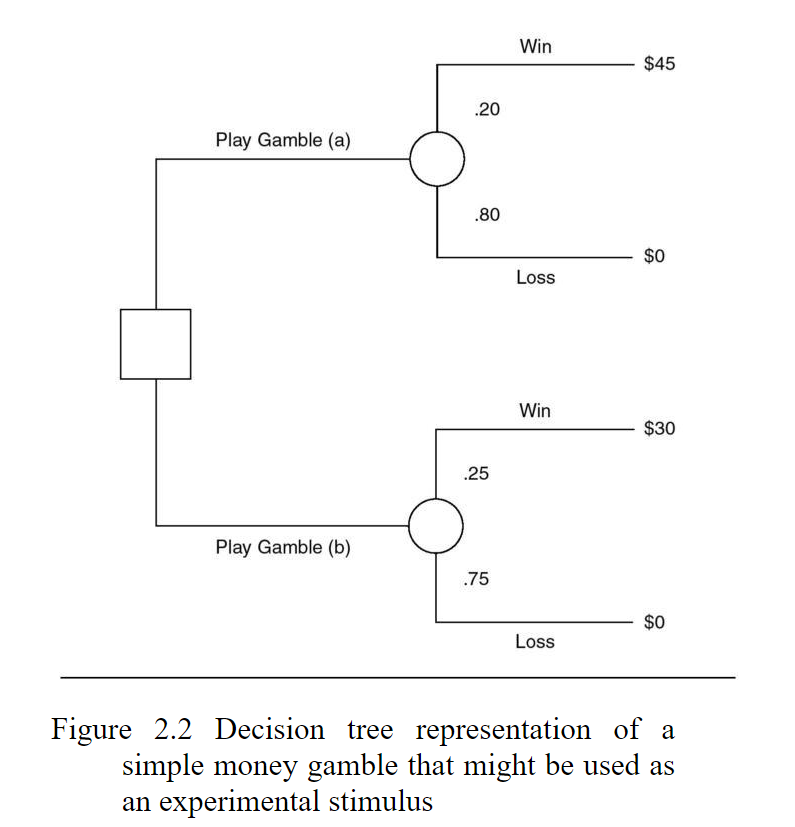 Win
$45
.20
Play Gamble (a)
.80
$0
Loss
Win
$30
.25
Play Gamble (b)
.75
$0
Loss
Figure 2.2 Decision tree representation of a
simple money gamble that might be used as
an experimental stimulus